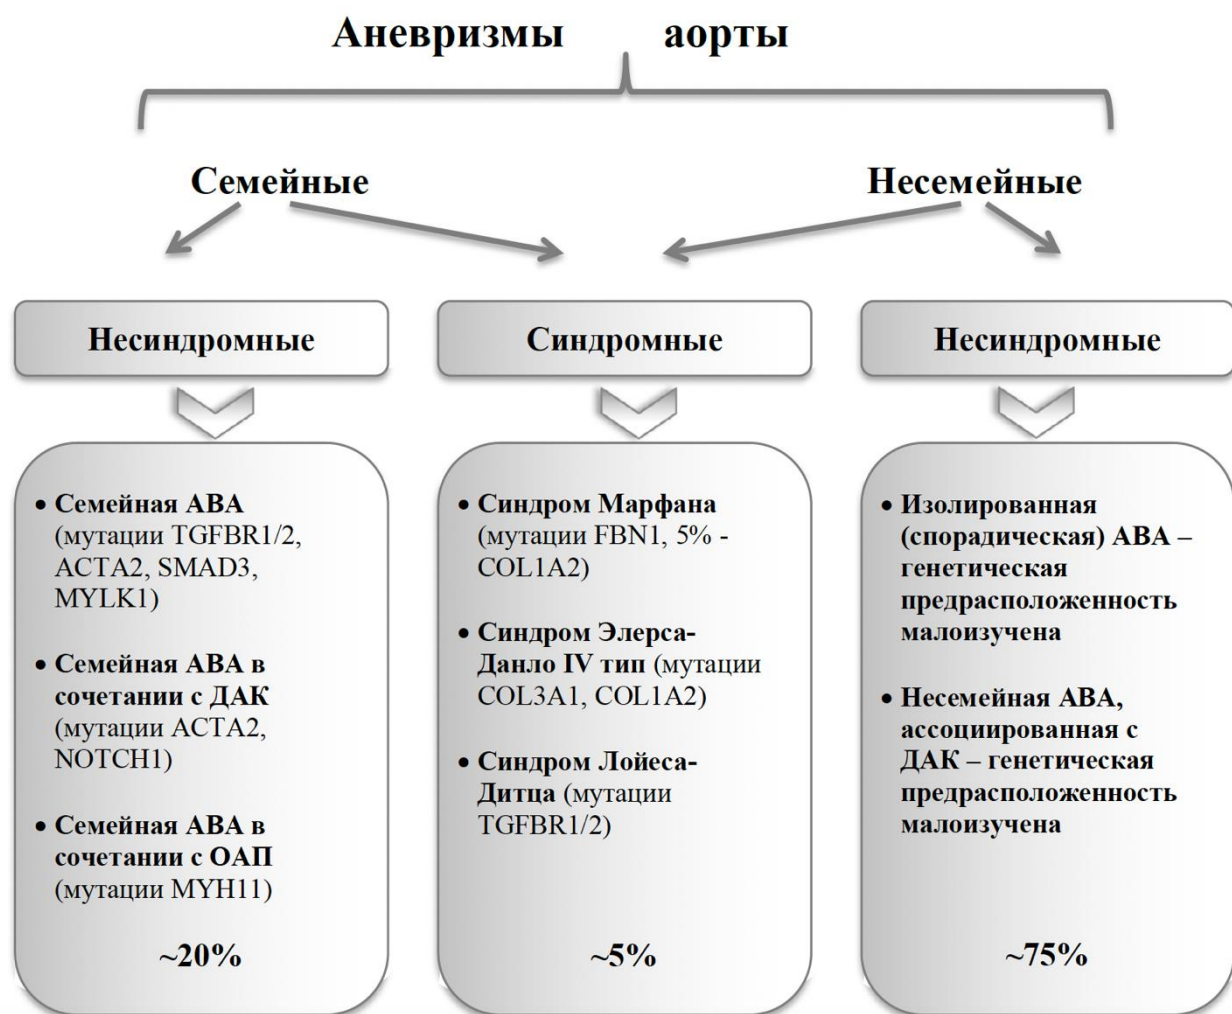 Аневризмы аорты
Семейные
Несемейные
Несиндромные
Синдромные
Несиндромные
• Семейная АВА
(мутации TGFBR1/2,
ACTA2, SMAD3,
MYLK1)
• Семейная АВА в
сочетании с ДАК
(мутации ACTA2,
NOTCH1)
• Семейная АВА в
сочетании с ОАП
(мутации MYH11)
~20%
• Синдром Марфана
(мутации FBN1, 5% -
COL1A2)
• Синдром Элерса-
Данло IV тип (мутации
COL3A1, COL1A2)
• Синдром Лойеса-
Дитца (мутации
TGFBR1/2)
~5%
• Изолированная
(спорадическая) АВА –
генетическая
предрасположенность
малоизучена
• Несемейная АВА,
ассоциированная с
ДАК – генетическая
предрасположенность
малоизучена
~75%